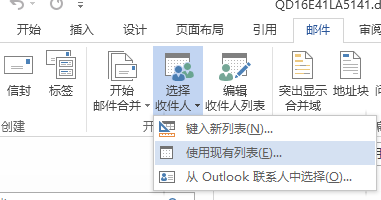 QD16E41LA5141.d
开始 插入 设计 页面布局 引用 邮件 审阅
信封 标签 开始 邮件合并 选择 收件人 编辑 收件人列表 突出显示 合并域 地址块
创建
键入新列表(N)...
使用现有列表(E)...
从 Outlook 联系人中选择(O)...